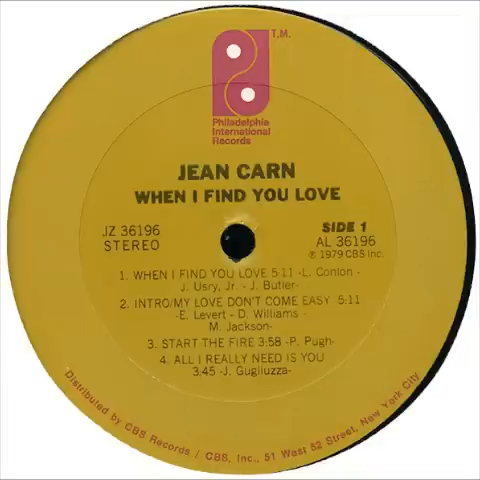 T.M.
Philadelphia
International
Records
JEAN CARN
WHEN I FIND YOU LOVE
JZ 36196
STEREO
SIDE 1
AL 36196
℗ 1979 CBS Inc.
1. WHEN I FIND YOU LOVE 5:11 -L. Conlon -
J. Usry, Jr. - J. Butler-
2. INTRO/MY LOVE DON'T COME EASY 5:11
-E. Levert - D. Williams -
M. Jackson-
3. START THE FIRE 3:58 -P. Pugh-
4. ALL I REALLY NEED IS YOU
3:45 -J. Gugliuzza-
Distributed by CBS Records / CBS, Inc., 51 West 52 Street, New York City